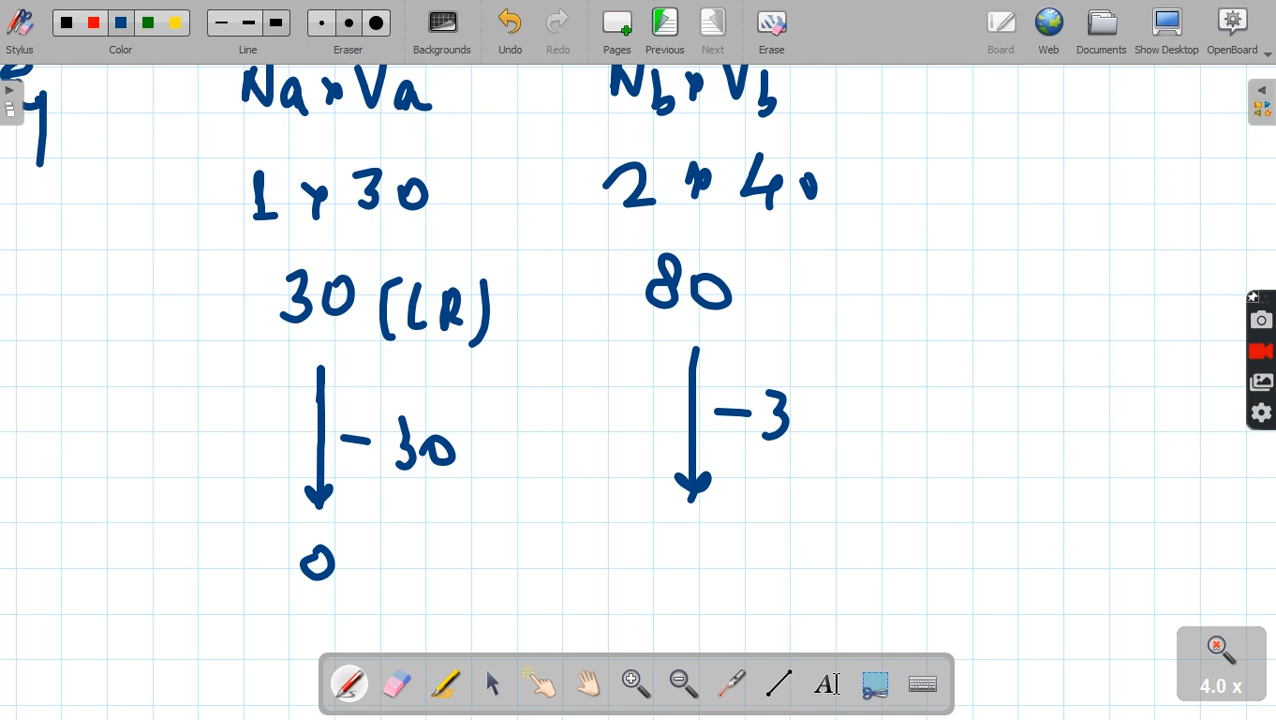 Stylus Color Line Eraser Backgrounds Undo Redo Pages Previous Next Erase Board Web Documents Show Desktop OpenBoard
y
Na × Va Nb × Vb
1 × 30 2 × 40
30 (LR) 80
- 30 - 3
0
4.0 x